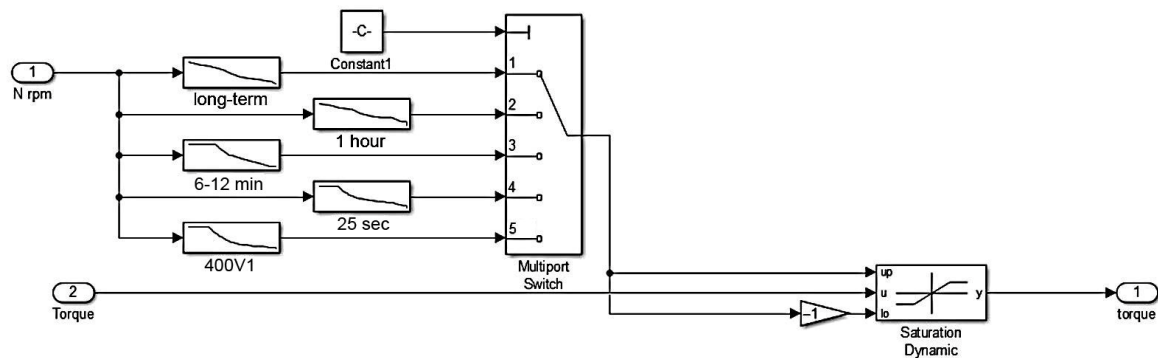 -C-
Constant1
1
N rpm
long-term
1
2
1 hour
3
6-12 min
4
25 sec
5
400V1
Multiport
Switch
2
Torque
up
u
y
lo
-1
Saturation
Dynamic
1
torque